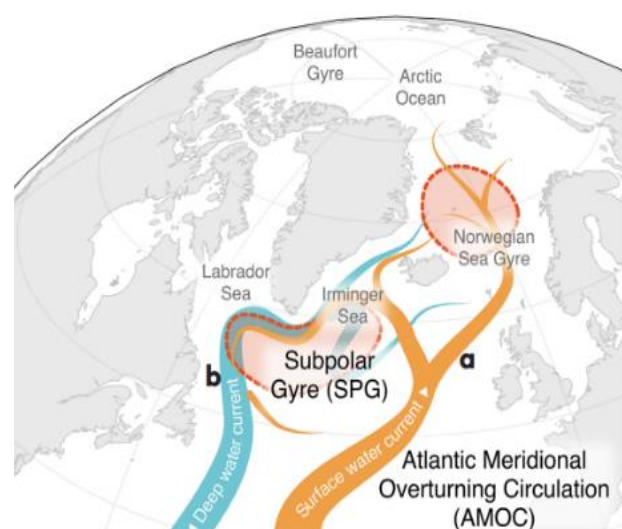 Beaufort
Gyre
Arctic
Ocean
Norwegian
Sea Gyre
Labrador
Sea
Irminger
Sea
Subpolar
Gyre (SPG)
a
b
Deep water current
Surface water current
Atlantic Meridional
Overturning Circulation
(AMOC)